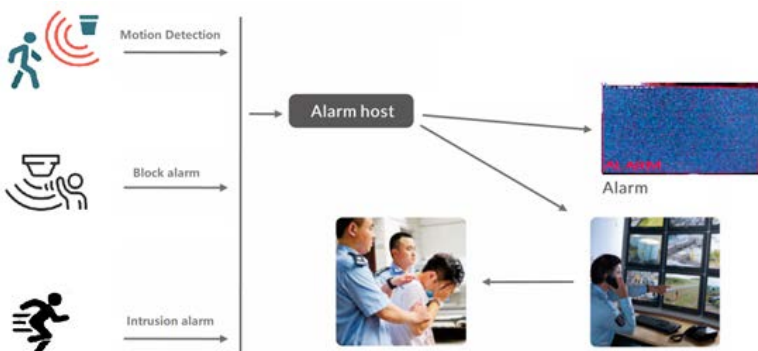 Motion Detection
Alarm host
Block alarm
Alarm
Intrusion alarm